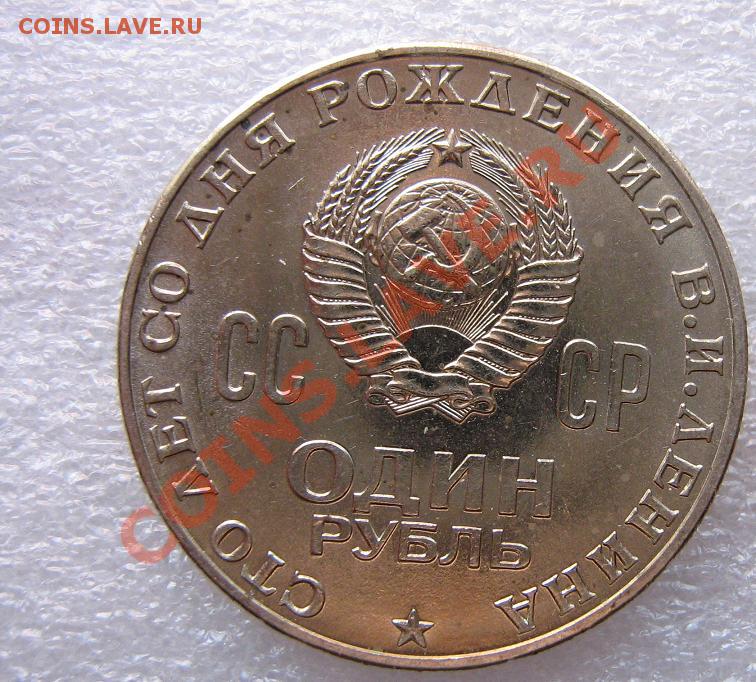 COINS.LAVE.RU
СТО ЛЕТ СО ДНЯ РОЖДЕНИЯ В.И.ЛЕНИНА
СС СР
ОДИН
РУБЛЬ
COINS.LAVE.RU